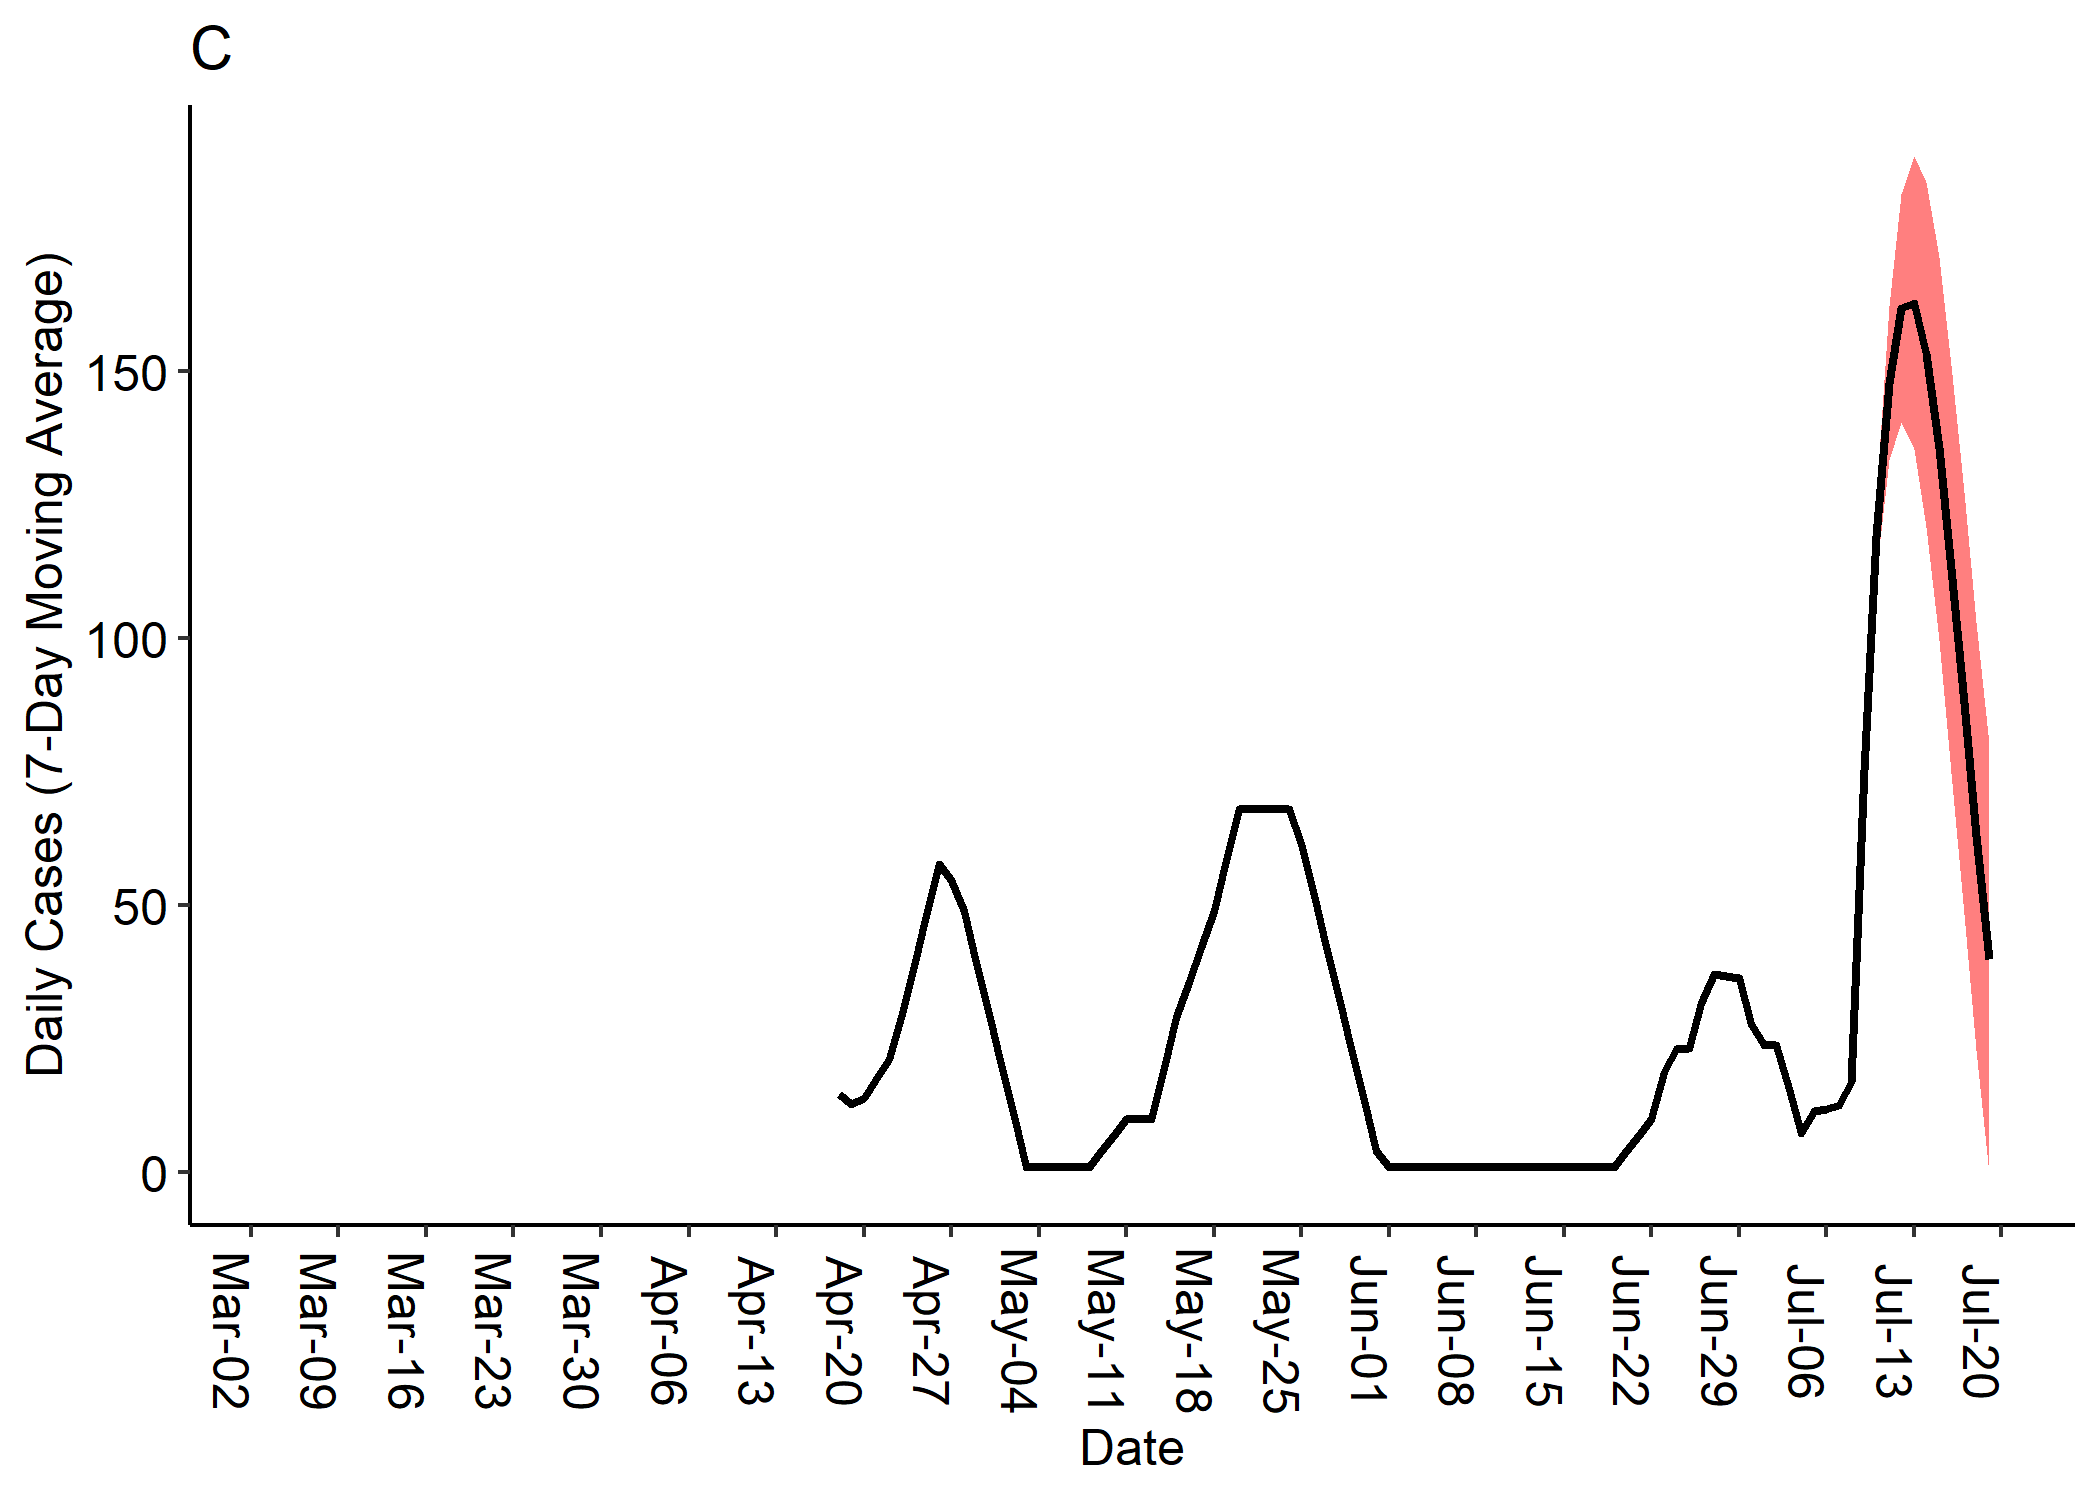 C
Daily Cases (7-Day Moving Average)
150
100
50
0
Mar-02
Mar-09
Mar-16
Mar-23
Mar-30
Apr-06
Apr-13
Apr-20
Apr-27
May-04
May-11
May-18
May-25
Jun-01
Jun-08
Jun-15
Jun-22
Jun-29
Jul-06
Jul-13
Jul-20
Date